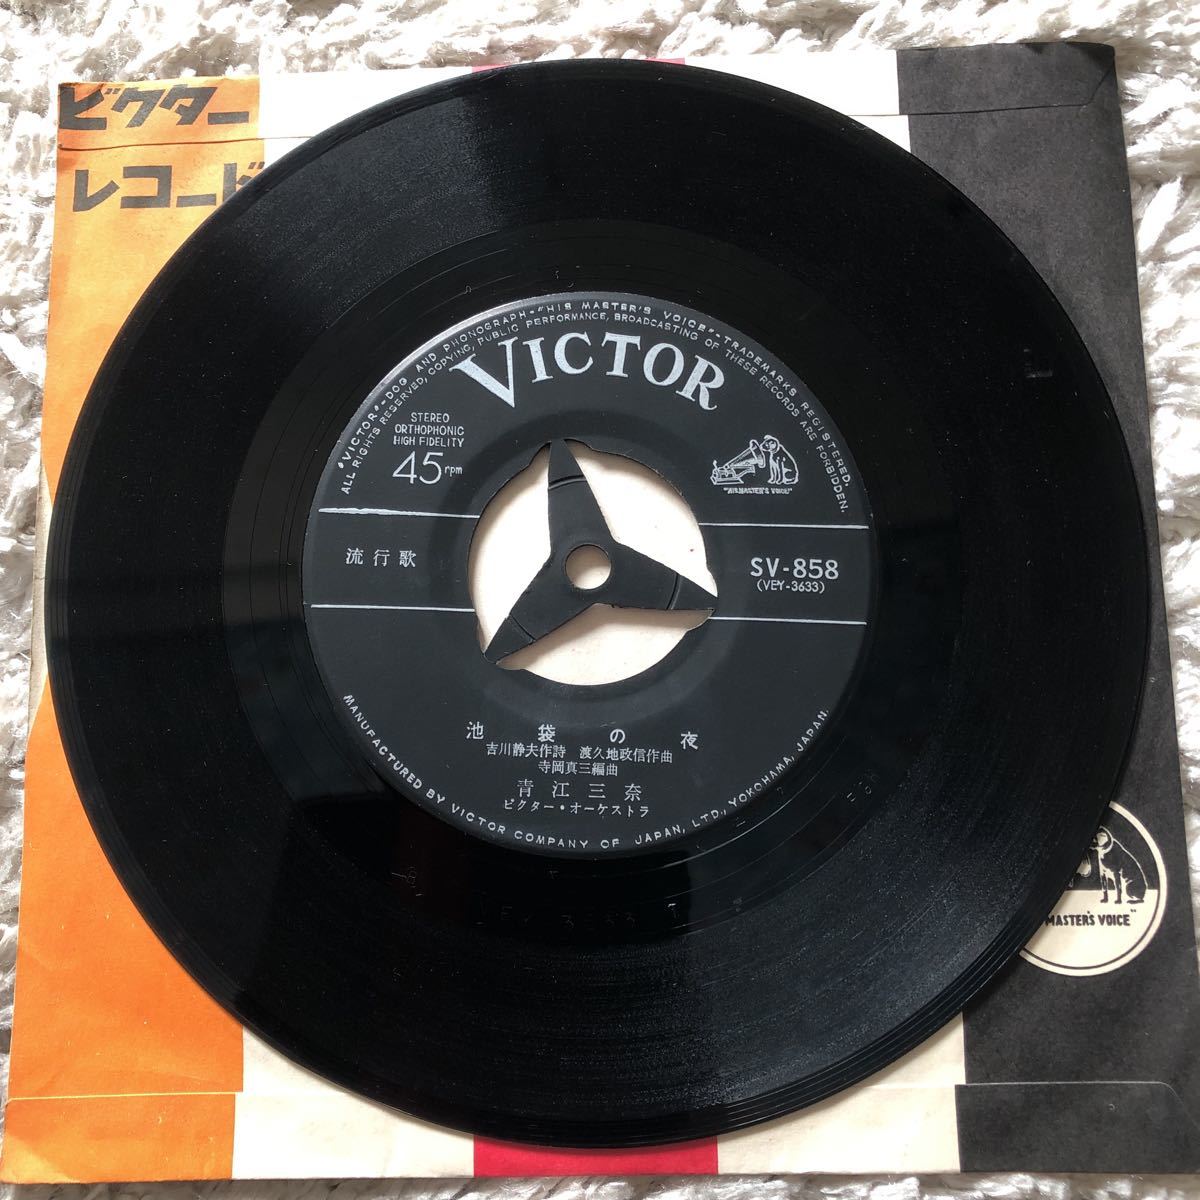 ビクター
レコード
"VICTOR"-DOG AND PHONOGRAPH-"HIS MASTER'S VOICE"-TRADEMARKS REGISTERED,
ALL RIGHTS RESERVED, COPYING, PUBLIC PERFORMANCE, BROADCASTING OF THESE RECORDS ARE FORBIDDEN.
VICTOR
STEREO
ORTHOPHONIC
HIGH FIDELITY
45rpm
"HIS MASTER'S VOICE"
流行歌
SV-858
(VEY-3633)
池袋の夜
吉川静夫作詩 渡久地政信作曲
寺岡真三編曲
青江三奈
ビクター・オーケストラ
MANUFACTURED BY VICTOR COMPANY OF JAPAN, LTD., YOKOHAMA, JAPAN.
MASTER'S VOICE"